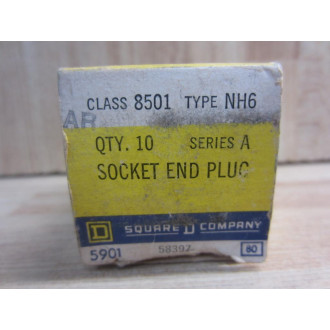 CLASS 8501 TYPE NH6
AR
QTY. 10 SERIES A
SOCKET END PLUG
D SQUARE D COMPANY
5901 58397 80